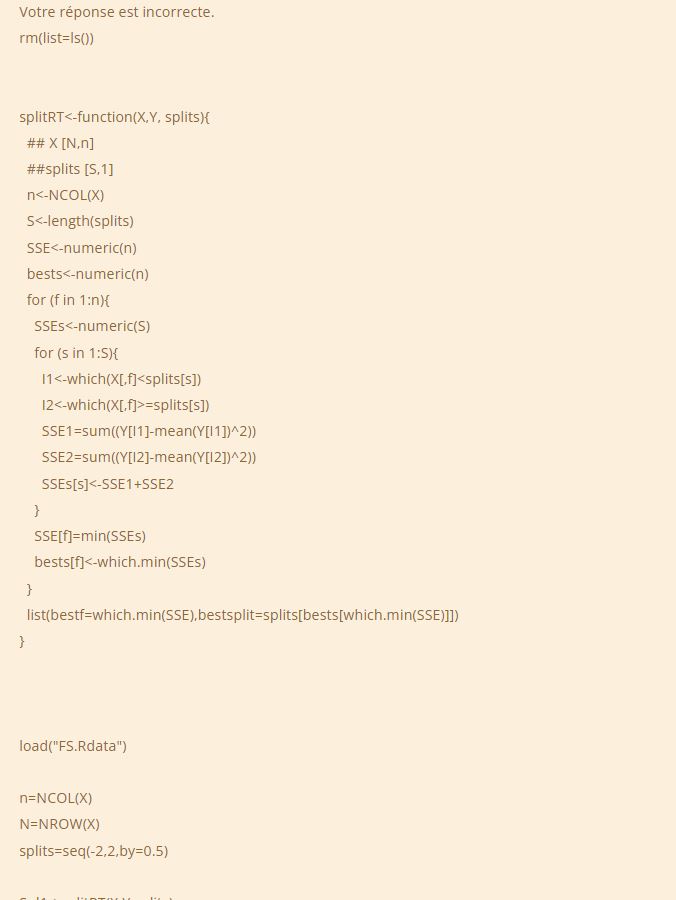 Votre réponse est incorrecte.
rm(list=ls())
splitRT<-function(X,Y, splits){
## X [N,n]
##splits [S,1]
n<-NCOL(X)
S<-length(splits)
SSE<-numeric(n)
bests<-numeric(n)
for (f in 1:n){
SSEs<-numeric(S)
for (s in 1:S){
I1<-which(X[,f]<splits[s])
I2<-which(X[,f]>=splits[s])
SSE1=sum((Y[I1]-mean(Y[I1])^2))
SSE2=sum((Y[I2]-mean(Y[I2])^2))
SSEs[s]<-SSE1+SSE2
}
SSE[f]=min(SSEs)
bests[f]<-which.min(SSEs)
}
list(bestf=which.min(SSE),bestsplit=splits[bests[which.min(SSE)]])
}
load("FS.Rdata")
n=NCOL(X)
N=NROW(X)
splits=seq(-2,2,by=0.5)